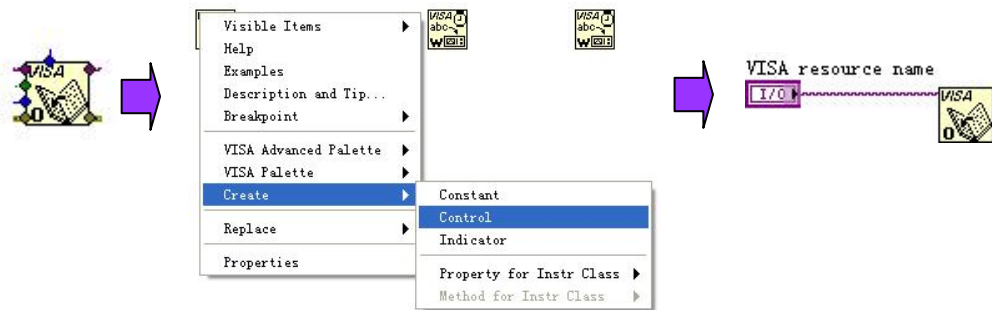 VISA
0
Visible Items
Help
Examples
Description and Tip...
Breakpoint
VISA Advanced Palette
VISA Palette
Create
Replace
Properties
Constant
Control
Indicator
Property for Instr Class
Method for Instr Class
VISA
abc
W
VISA
abc
W
VISA resource name
I/O
VISA
0